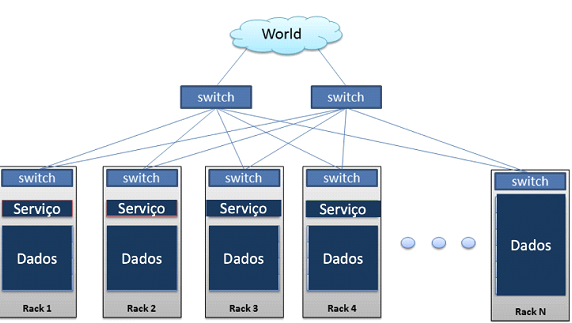 World
switch
switch
switch
switch
switch
switch
switch
Serviço
Serviço
Serviço
Serviço
Dados
Dados
Dados
Dados
Dados
Rack 1
Rack 2
Rack 3
Rack 4
Rack N